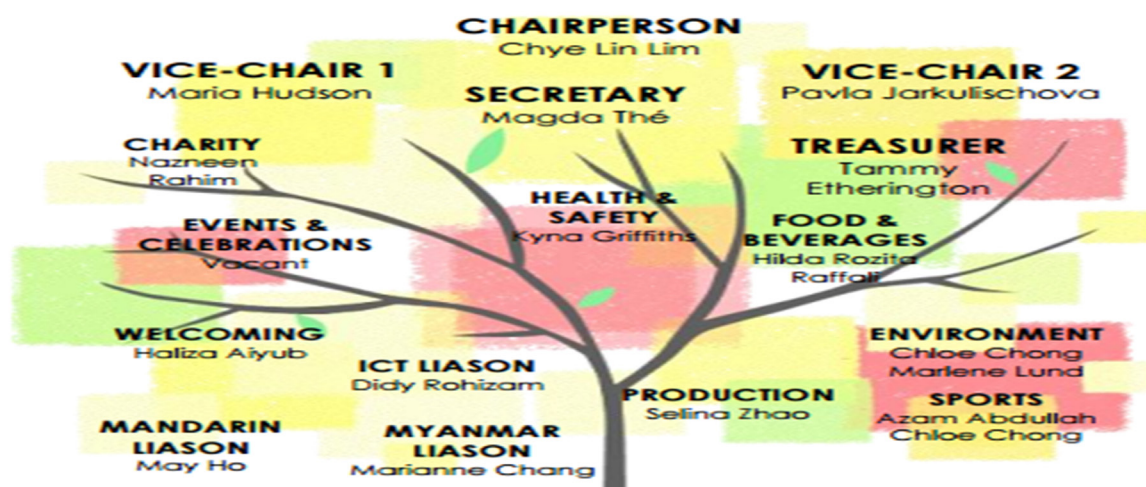 CHAIRPERSON
Chye Lin Lim
VICE-CHAIR 1
Maria Hudson
SECRETARY
Magda Thé
VICE-CHAIR 2
Pavla Jarkulischova
CHARITY
Nazneen
Rahim
TREASURER
Tammy
Etherington
HEALTH &
SAFETY
Kyna Griffiths
EVENTS &
CELEBRATIONS
Vacant
FOOD &
BEVERAGES
Hilda Rozita
Raffali
WELCOMING
Haliza Aiyub
ICT LIASON
Didy Rohizam
ENVIRONMENT
Chloe Chong
Marlene Lund
PRODUCTION
Selina Zhao
SPORTS
Azam Abdullah
Chloe Chong
MANDARIN
LIASON
May Ho
MYANMAR
LIASON
Marianne Chang